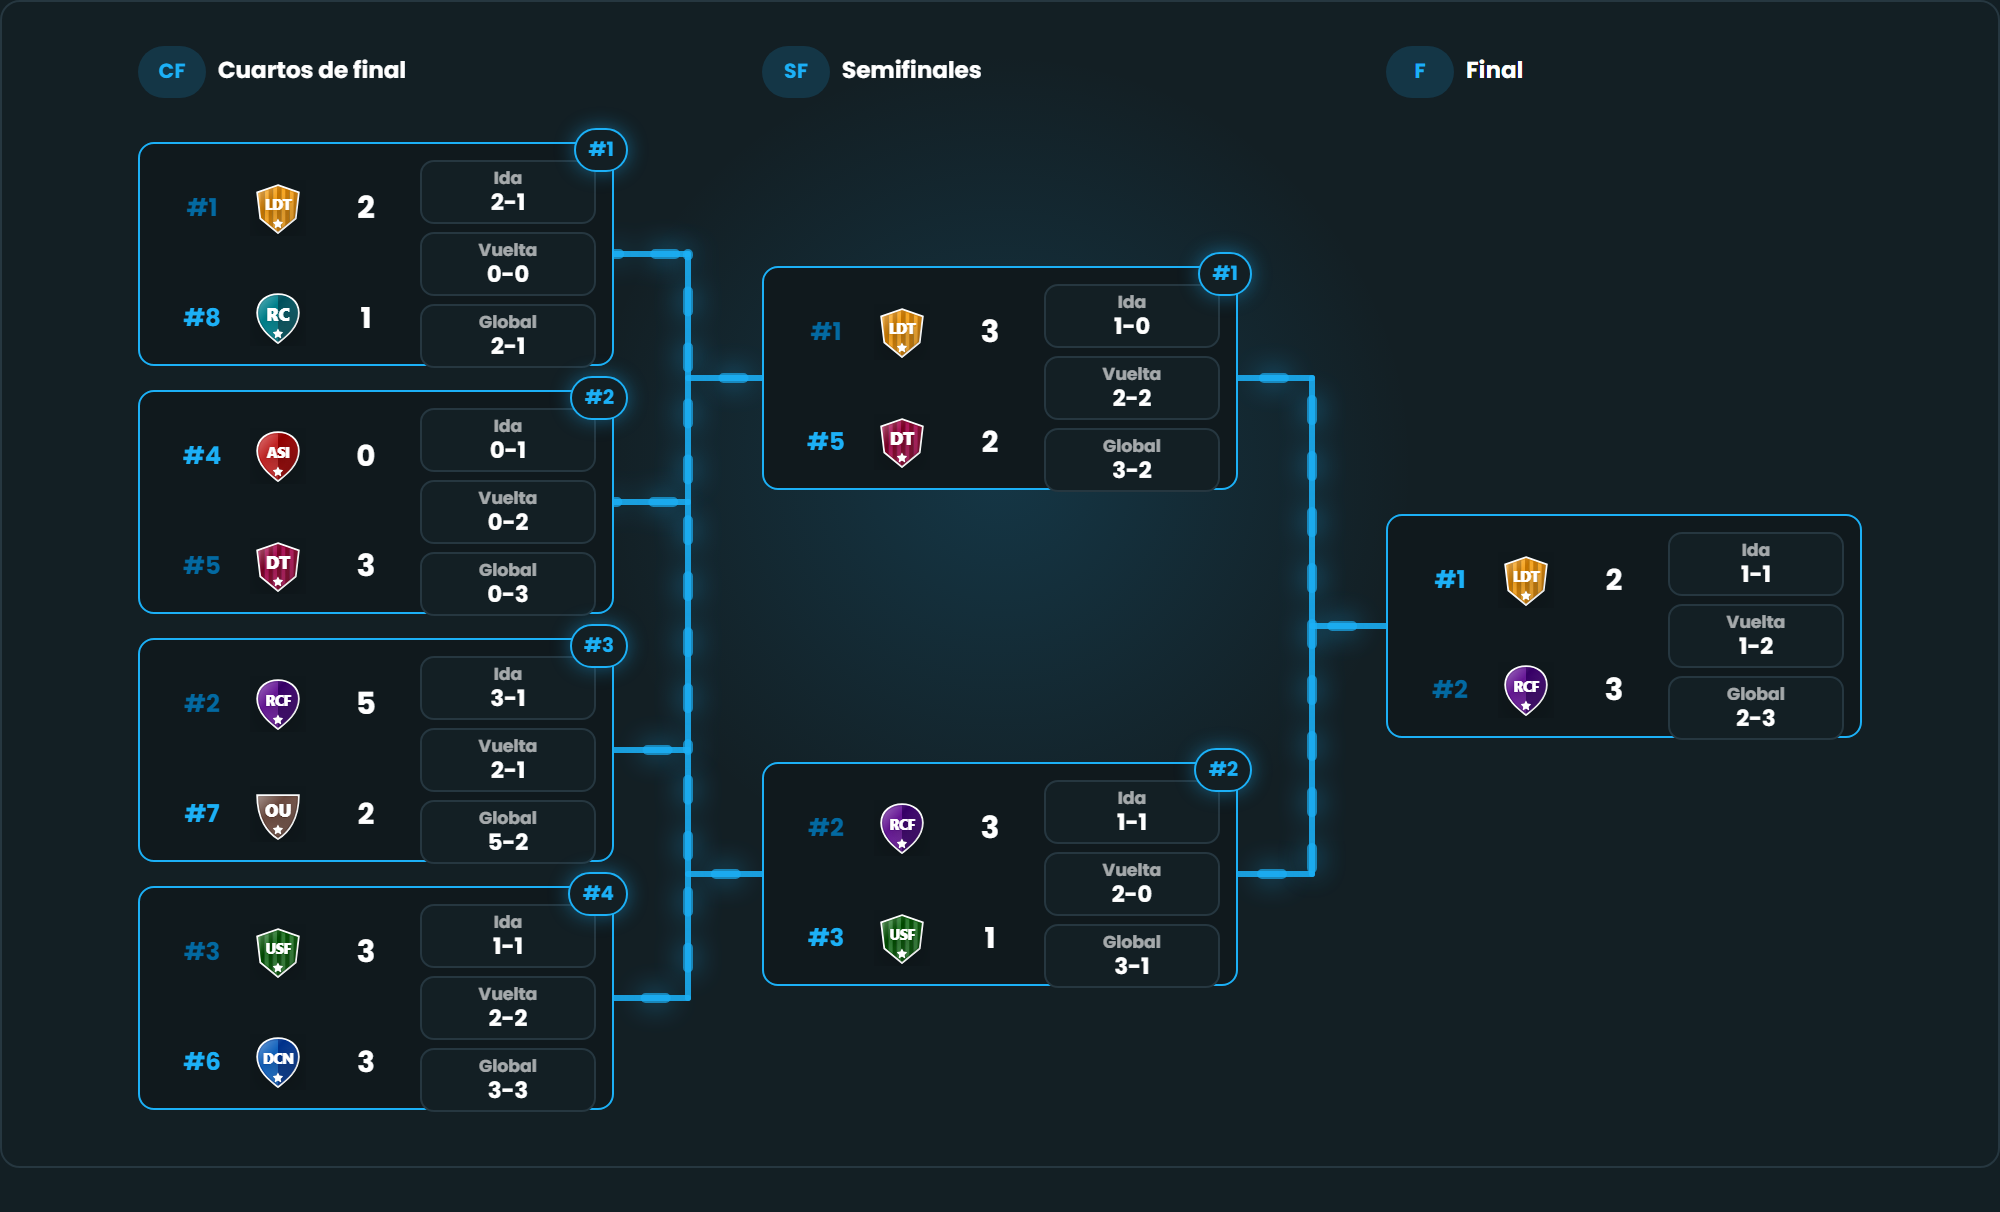 CF Cuartos de final
SF Semifinales
F Final
#1
#1 LDT 2
Ida
2-1
Vuelta
0-0
#8 RC 1
Global
2-1
#2
#4 ASI 0
Ida
0-1
Vuelta
0-2
#5 DT 3
Global
0-3
#3
#2 RCF 5
Ida
3-1
Vuelta
2-1
#7 OU 2
Global
5-2
#4
#3 USF 3
Ida
1-1
Vuelta
2-2
#6 DCN 3
Global
3-3
#1
#1 LDT 3
Ida
1-0
Vuelta
2-2
#5 DT 2
Global
3-2
#2
#2 RCF 3
Ida
1-1
Vuelta
2-0
#3 USF 1
Global
3-1
#1 LDT 2
Ida
1-1
Vuelta
1-2
#2 RCF 3
Global
2-3